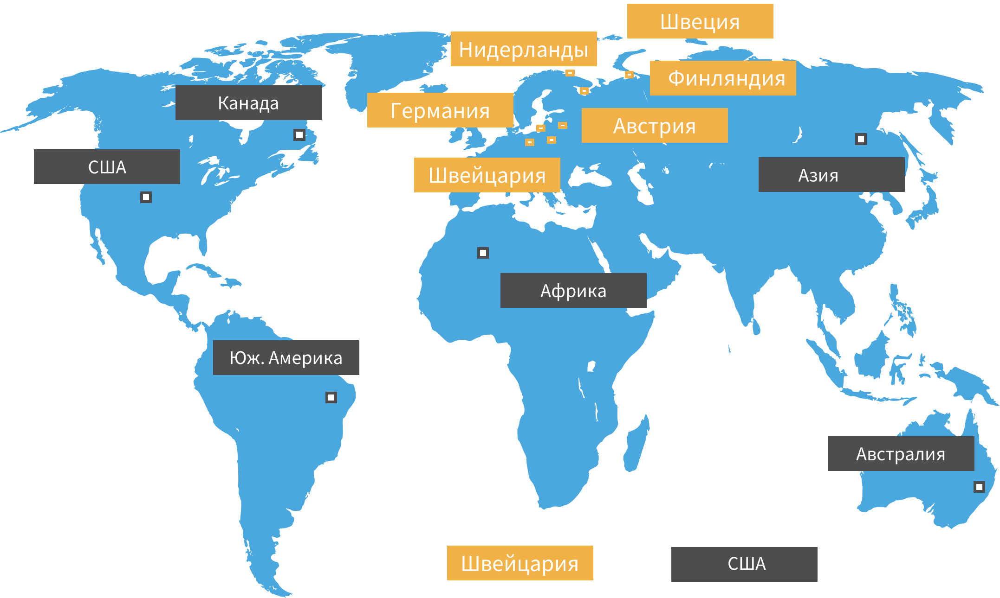 Швеция
Нидерланды
Финляндия
Канада
Германия
Австрия
США
Швейцария
Азия
Африка
Юж. Америка
Австралия
Швейцария
США